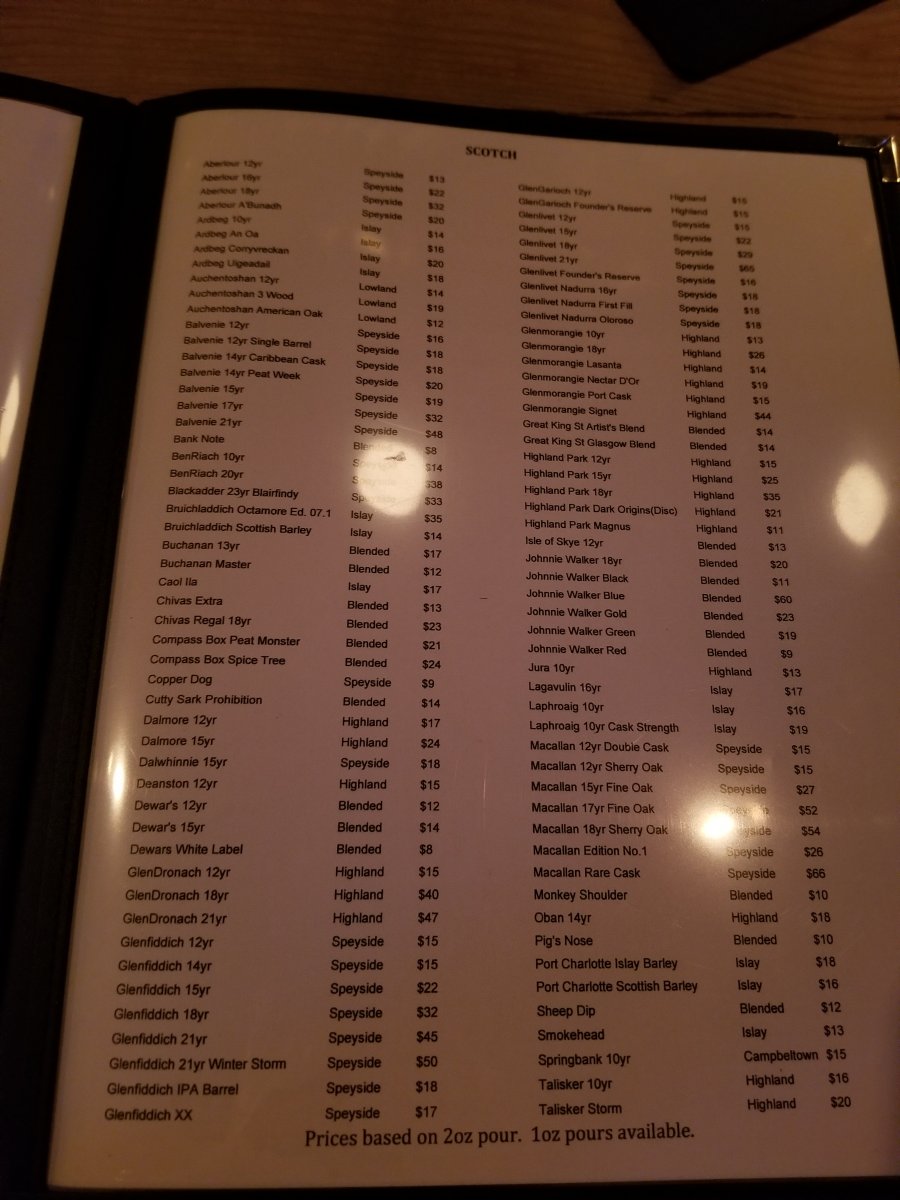 SCOTCH
Aberlour 12yr Speyside $13
Aberlour 16yr Speyside $22
Aberlour 18yr Speyside $32
Aberlour A'Bunadh Speyside $20
Ardbeg 10yr Islay $14
Ardbeg An Oa Islay $16
Ardbeg Corryvreckan Islay $20
Ardbeg Uigeadail Islay $18
Auchentoshan 12yr Lowland $14
Auchentoshan 3 Wood Lowland $19
Auchentoshan American Oak Lowland $12
Balvenie 12yr Speyside $16
Balvenie 12yr Single Barrel Speyside $18
Balvenie 14yr Caribbean Cask Speyside $18
Balvenie 14yr Peat Week Speyside $20
Balvenie 15yr Speyside $19
Balvenie 17yr Speyside $32
Balvenie 21yr Speyside $48
Bank Note Blended $8
BenRiach 10yr Speyside $14
BenRiach 20yr Speyside $38
Blackadder 23yr Blairfindy Speyside $33
Bruichladdich Octamore Ed. 07.1 Islay $35
Bruichladdich Scottish Barley Islay $14
Buchanan 13yr Blended $17
Buchanan Master Blended $12
Caol Ila Islay $17
Chivas Extra Blended $13
Chivas Regal 18yr Blended $23
Compass Box Peat Monster Blended $21
Compass Box Spice Tree Blended $24
Copper Dog Speyside $9
Cutty Sark Prohibition Blended $14
Dalmore 12yr Highland $17
Dalmore 15yr Highland $24
Dalwhinnie 15yr Speyside $18
Deanston 12yr Highland $15
Dewar's 12yr Blended $12
Dewar's 15yr Blended $14
Dewars White Label Blended $8
GlenDronach 12yr Highland $15
GlenDronach 18yr Highland $40
GlenDronach 21yr Highland $47
Glenfiddich 12yr Speyside $15
Glenfiddich 14yr Speyside $15
Glenfiddich 15yr Speyside $22
Glenfiddich 18yr Speyside $32
Glenfiddich 21yr Speyside $45
Glenfiddich 21yr Winter Storm Speyside $50
Glenfiddich IPA Barrel Speyside $18
Glenfiddich XX Speyside $17
GlenGarioch 12yr Highland $15
GlenGarioch Founder's Reserve Highland $15
Glenlivet 12yr Speyside $15
Glenlivet 15yr Speyside $22
Glenlivet 18yr Speyside $29
Glenlivet 21yr Speyside $65
Glenlivet Founder's Reserve Speyside $16
Glenlivet Nadurra 16yr Speyside $18
Glenlivet Nadurra First Fill Speyside $18
Glenlivet Nadurra Oloroso Speyside $18
Glenmorangie 10yr Highland $13
Glenmorangie 18yr Highland $26
Glenmorangie Lasanta Highland $14
Glenmorangie Nectar D'Or Highland $19
Glenmorangie Port Cask Highland $15
Glenmorangie Signet Highland $44
Great King St Artist's Blend Blended $14
Great King St Glasgow Blend Blended $14
Highland Park 12yr Highland $15
Highland Park 15yr Highland $25
Highland Park 18yr Highland $35
Highland Park Dark Origins(Disc) Highland $21
Highland Park Magnus Highland $11
Isle of Skye 12yr Blended $13
Johnnie Walker 18yr Blended $20
Johnnie Walker Black Blended $11
Johnnie Walker Blue Blended $60
Johnnie Walker Gold Blended $23
Johnnie Walker Green Blended $19
Johnnie Walker Red Blended $9
Jura 10yr Highland $13
Lagavulin 16yr Islay $17
Laphroaig 10yr Islay $16
Laphroaig 10yr Cask Strength Islay $19
Macallan 12yr Double Cask Speyside $15
Macallan 12yr Sherry Oak Speyside $15
Macallan 15yr Fine Oak Speyside $27
Macallan 17yr Fine Oak Speyside $52
Macallan 18yr Sherry Oak Speyside $54
Macallan Edition No.1 Speyside $26
Macallan Rare Cask Speyside $66
Monkey Shoulder Blended $10
Oban 14yr Highland $18
Pig's Nose Blended $10
Port Charlotte Islay Barley Islay $18
Port Charlotte Scottish Barley Islay $16
Sheep Dip Blended $12
Smokehead Islay $13
Springbank 10yr Campbeltown $15
Talisker 10yr Highland $16
Talisker Storm Highland $20
Prices based on 2oz pour. 1oz pours available.